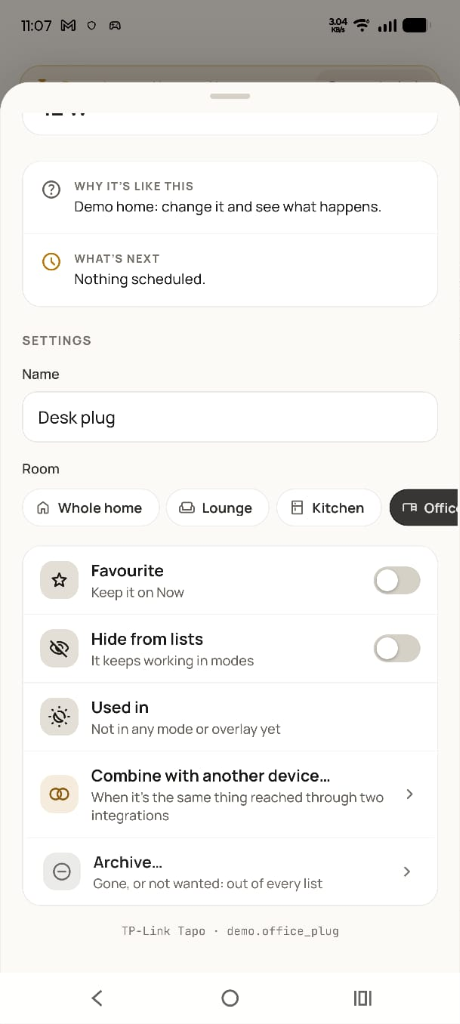 11:07
3.04
KB/s
WHY IT'S LIKE THIS
Demo home: change it and see what happens.
WHAT'S NEXT
Nothing scheduled.
SETTINGS
Name
Desk plug
Room
Whole home
Lounge
Kitchen
Office
Favourite
Keep it on Now
Hide from lists
It keeps working in modes
Used in
Not in any mode or overlay yet
Combine with another device…
When it's the same thing reached through two
integrations
Archive…
Gone, or not wanted: out of every list
TP-Link Tapo · demo.office_plug